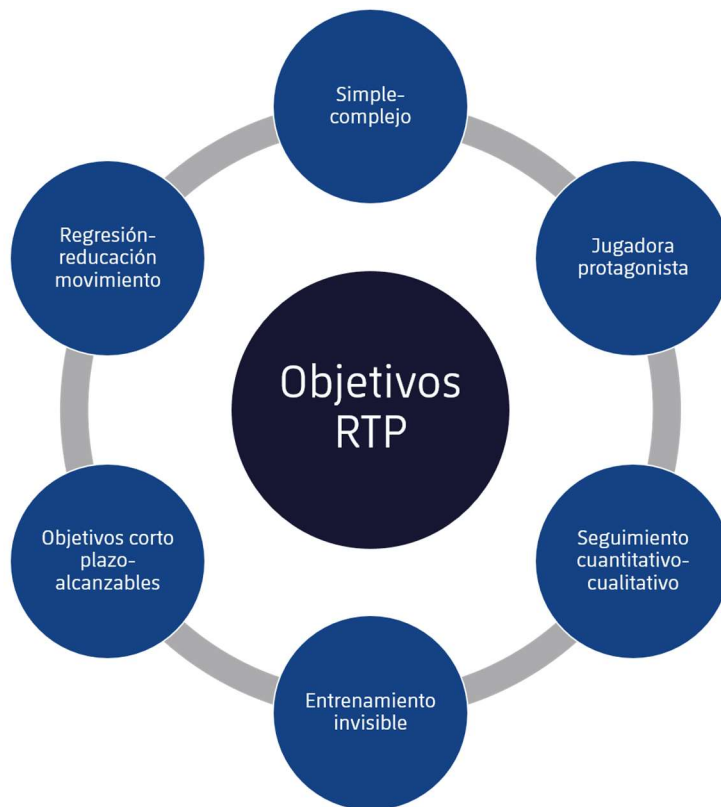 Simple-
complejo
Jugadora
protagonista
Seguimiento
cuantitativo-
cualitativo
Entrenamiento
invisible
Objetivos corto
plazo-
alcanzables
Regresión-
reducación
movimiento
Objetivos
RTP